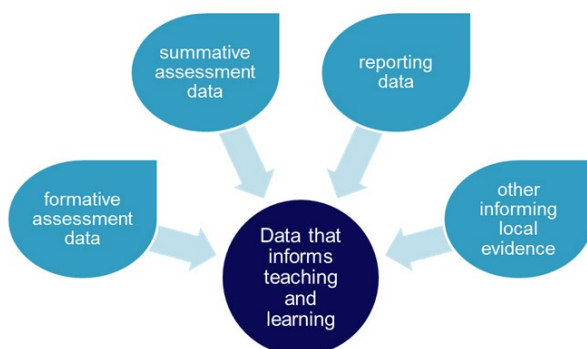 summative
assessment
data
reporting
data
formative
assessment
data
other
informing
local
evidence
Data that
informs
teaching
and
learning